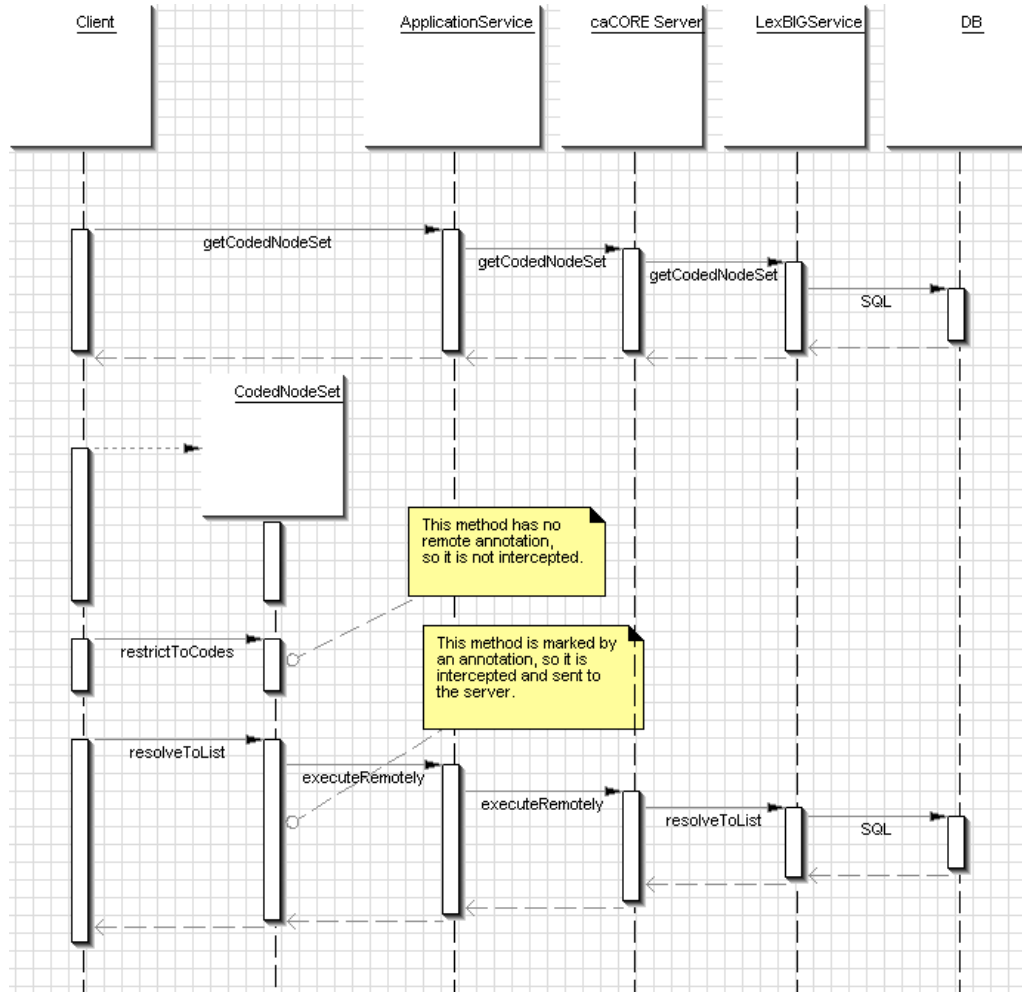 Client
ApplicationService
caCORE Server
LexBIGService
DB
getCodedNodeSet
getCodedNodeSet
getCodedNodeSet
SQL
CodedNodeSet
This method has no
remote annotation,
so it is not intercepted.
restrictToCodes
This method is marked by
an annotation, so it is
intercepted and sent to
the server.
resolveToList
executeRemotely
executeRemotely
resolveToList
SQL